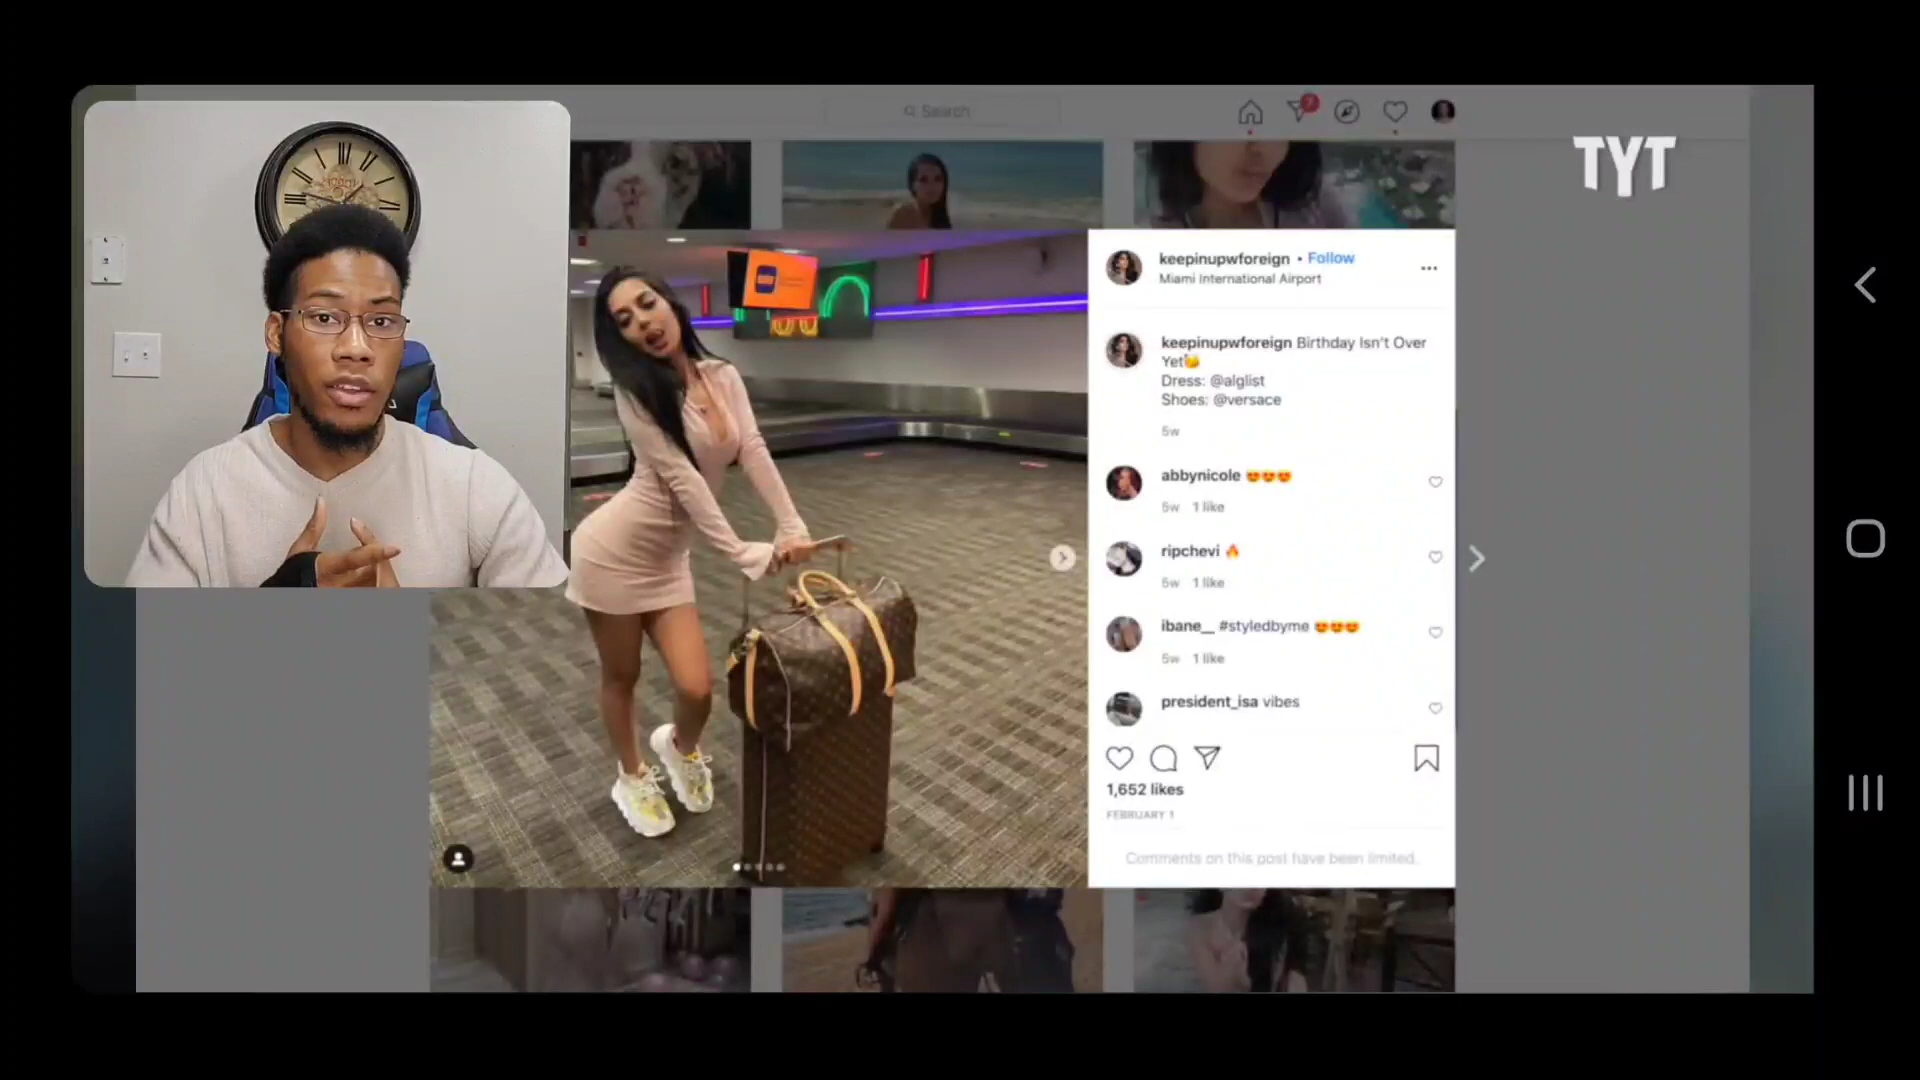 Search
7
TYT
keepinupwforeign • Follow
Miami International Airport
keepinupwforeign Birthday Isn't Over
Yet
Dress: @alglist
Shoes: @versace
5w
abbynicole 😍😍😍
5w 1 like
ripchevi 🔥
5w 1 like
ibane__ #styledbyme 😍😍😍
5w 1 like
president_isa vibes
1,652 likes
FEBRUARY 1
Comments on this post have been limited.